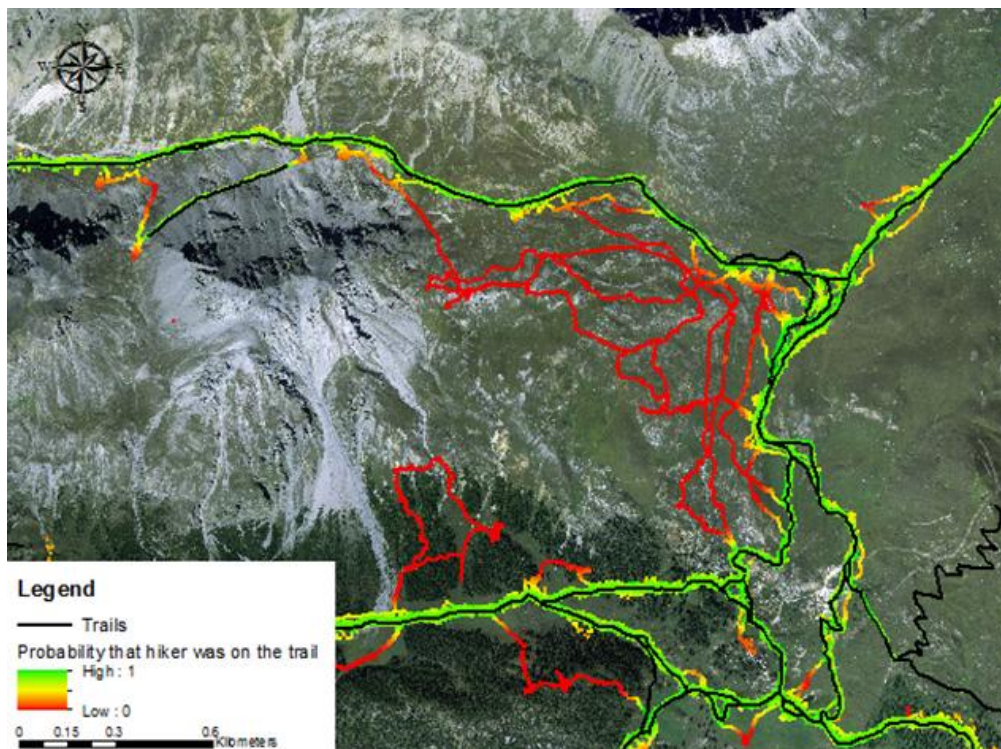 N
W E
S
Legend
Trails
Probability that hiker was on the trail
High : 1
Low : 0
0 0.15 0.3 0.6
Kilometers